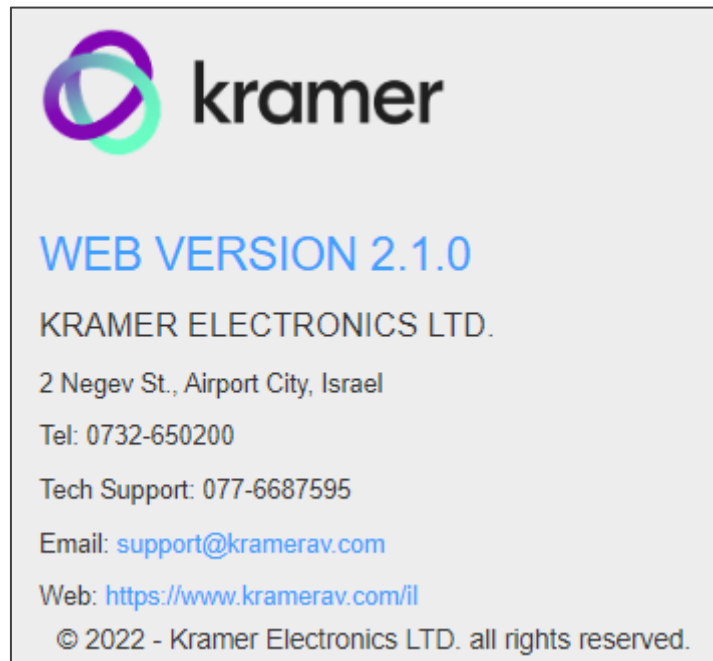 kramer
WEB VERSION 2.1.0
KRAMER ELECTRONICS LTD.
2 Negev St., Airport City, Israel
Tel: 0732-650200
Tech Support: 077-6687595
Email: support@kramerav.com
Web: https://www.kramerav.com/il
© 2022 - Kramer Electronics LTD. all rights reserved.